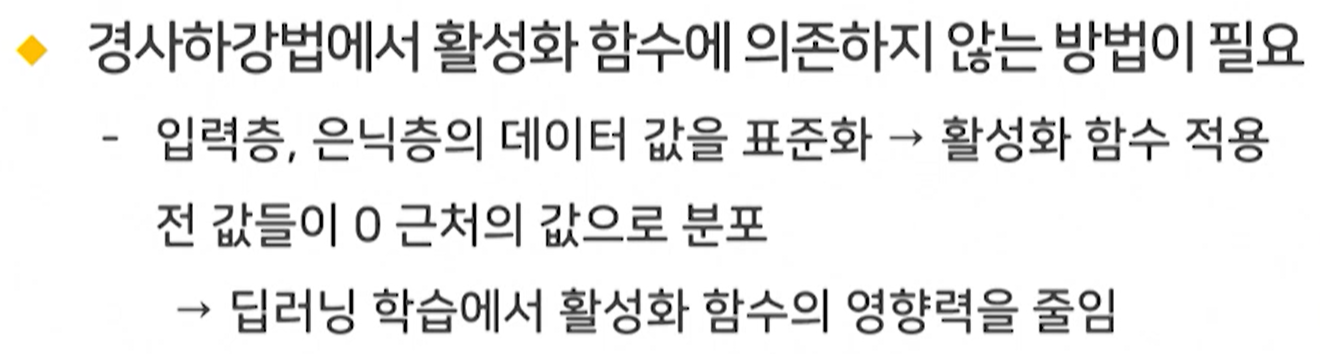 ◆ 경사하강법에서 활성화 함수에 의존하지 않는 방법이 필요
- 입력층, 은닉층의 데이터 값을 표준화 → 활성화 함수 적용
전 값들이 0 근처의 값으로 분포
→ 딥러닝 학습에서 활성화 함수의 영향력을 줄임